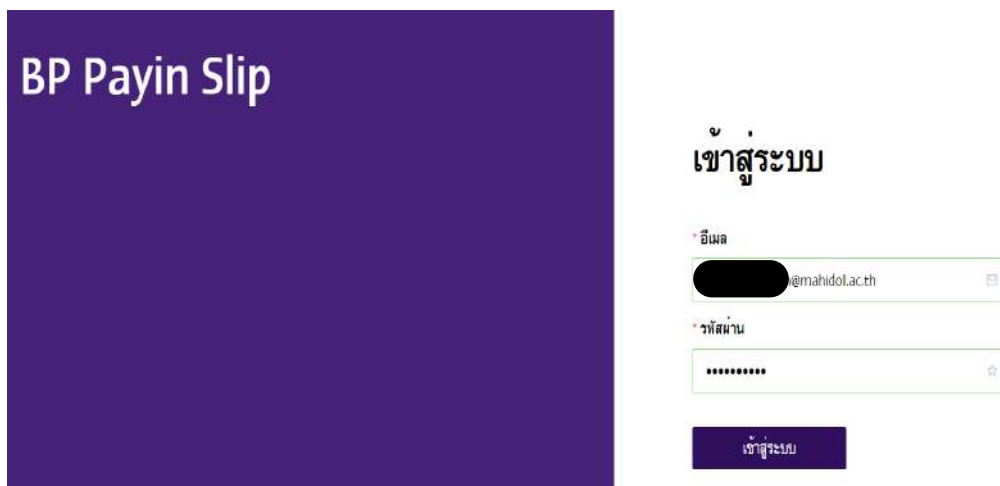 BP Payin Slip
เข้าสู่ระบบ
* อีเมล
@mahidol.ac.th
* รหัสผ่าน
••••••••••
เข้าสู่ระบบ